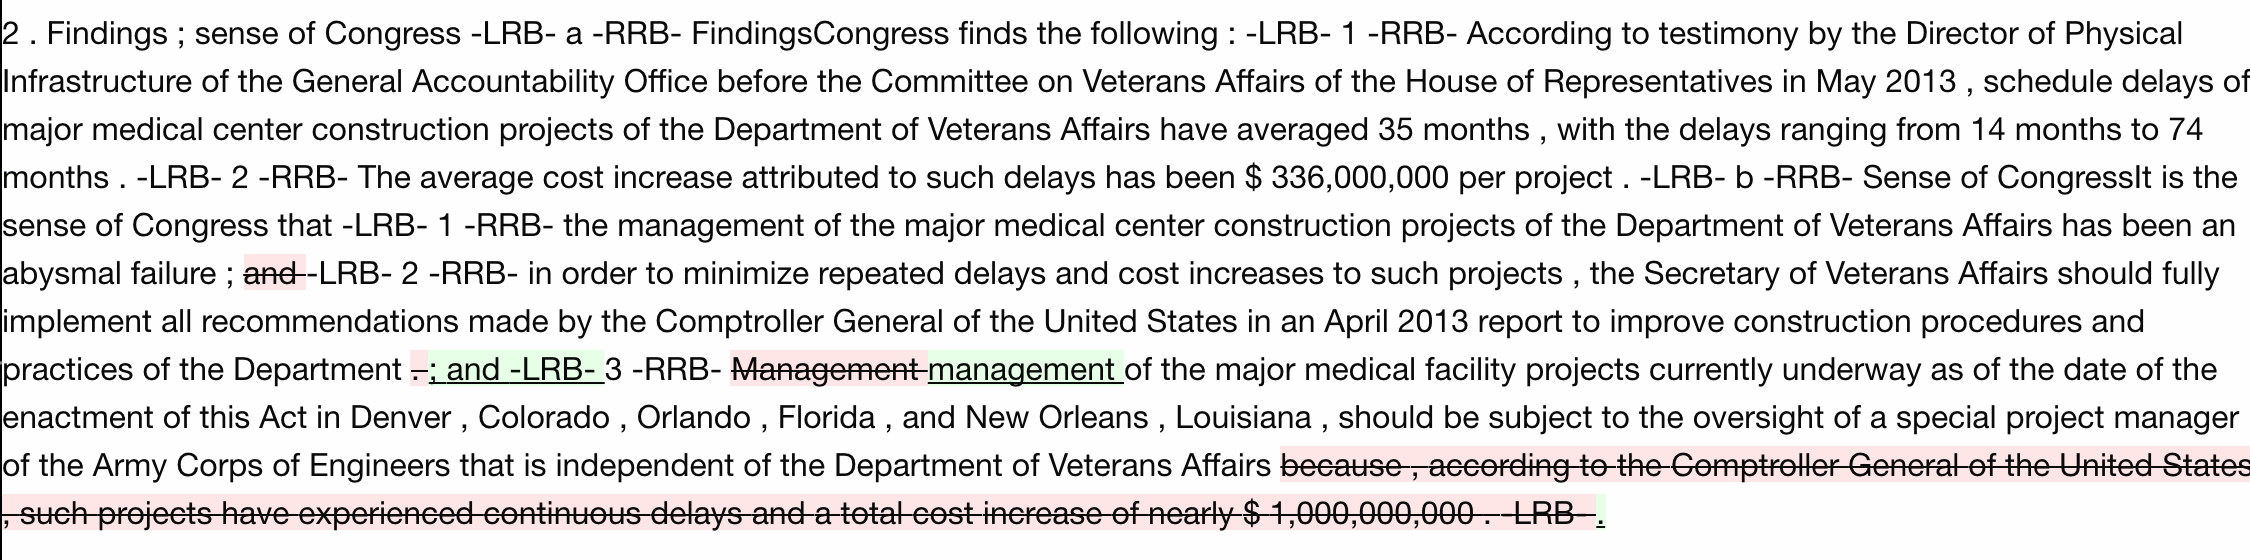 2 . Findings ; sense of Congress -LRB- a -RRB- FindingsCongress finds the following : -LRB- 1 -RRB- According to testimony by the Director of Physical
Infrastructure of the General Accountability Office before the Committee on Veterans Affairs of the House of Representatives in May 2013 , schedule delays of
major medical center construction projects of the Department of Veterans Affairs have averaged 35 months , with the delays ranging from 14 months to 74
months . -LRB- 2 -RRB- The average cost increase attributed to such delays has been $ 336,000,000 per project . -LRB- b -RRB- Sense of CongressIt is the
sense of Congress that -LRB- 1 -RRB- the management of the major medical center construction projects of the Department of Veterans Affairs has been an
abysmal failure ; and -LRB- 2 -RRB- in order to minimize repeated delays and cost increases to such projects , the Secretary of Veterans Affairs should fully
implement all recommendations made by the Comptroller General of the United States in an April 2013 report to improve construction procedures and
practices of the Department . ; and -LRB- 3 -RRB- Management management of the major medical facility projects currently underway as of the date of the
enactment of this Act in Denver , Colorado , Orlando , Florida , and New Orleans , Louisiana , should be subject to the oversight of a special project manager
of the Army Corps of Engineers that is independent of the Department of Veterans Affairs because , according to the Comptroller General of the United States
, such projects have experienced continuous delays and a total cost increase of nearly $ 1,000,000,000 . -LRB- .